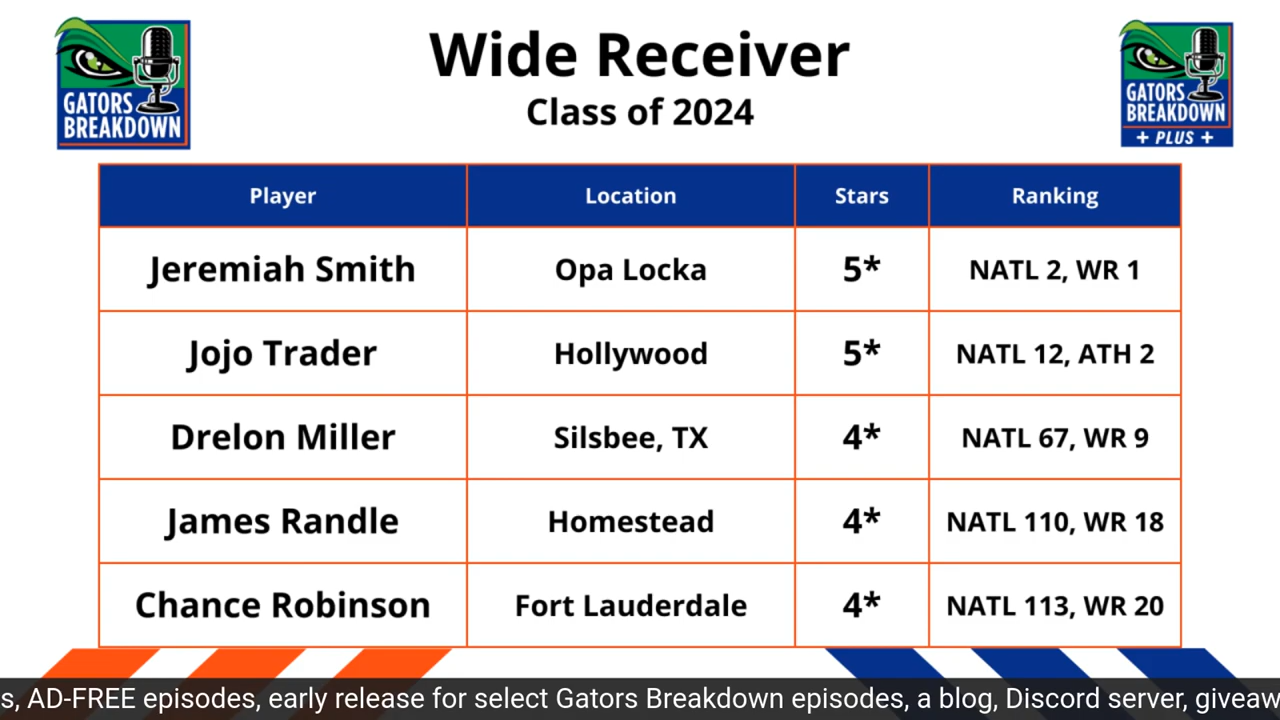 Wide Receiver
Class of 2024
GATORS
BREAKDOWN
GATORS
BREAKDOWN
+ PLUS +
Player Location Stars Ranking
Jeremiah Smith Opa Locka 5* NATL 2, WR 1
Jojo Trader Hollywood 5* NATL 12, ATH 2
Drelon Miller Silsbee, TX 4* NATL 67, WR 9
James Randle Homestead 4* NATL 110, WR 18
Chance Robinson Fort Lauderdale 4* NATL 113, WR 20
s, AD-FREE episodes, early release for select Gators Breakdown episodes, a blog, Discord server, giveaw